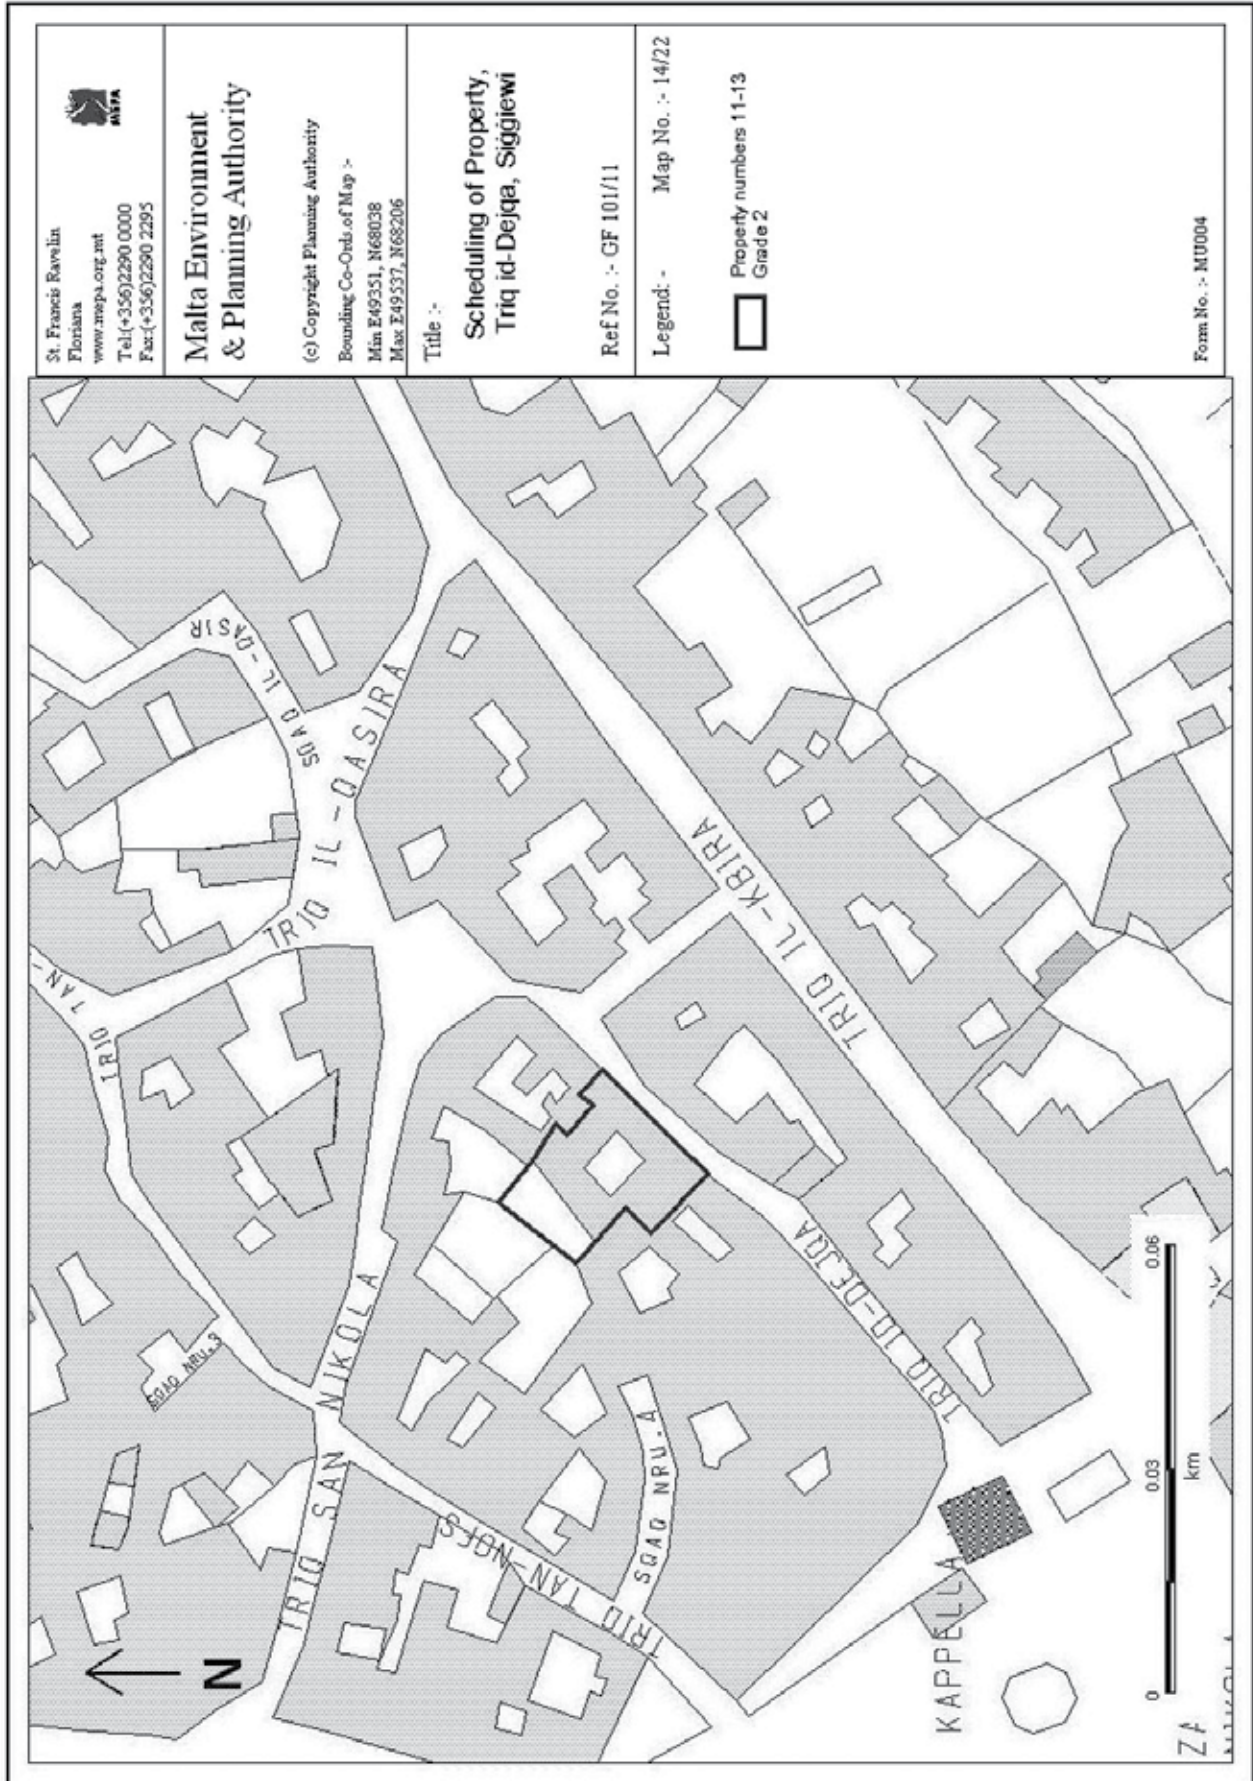 St. Francis Ravelin
Floriana
www.mepa.org.mt
Tel:(+356)2290 0000
Fax:(+356)2290 2295
MEPA
Malta Environment
& Planning Authority
(c) Copyright Planning Authority
Bounding Co-Ords.of Map :-
Min E49351, N68038
Max E49537, N68206
Title :-
Scheduling of Property,
Triq id-Dejqa, Siġġiewi
Ref No. :- GF 101/11
Legend: - Map No. :- 14/22
Property numbers 11-13
Grade 2
Form No. :- MU004
N
TRIQ TAN-
SQAQ IL-QASIR
TRIQ IL-QASIRA
SQAQ NRU.3
TRIQ SAN NIKOLA
TRIQ TAN-NOFS
SQAQ NRU.A
TRIQ ID-DEJQA
TRIQ IL-KBIRA
KAPPELLA
0 0.03 0.06
km